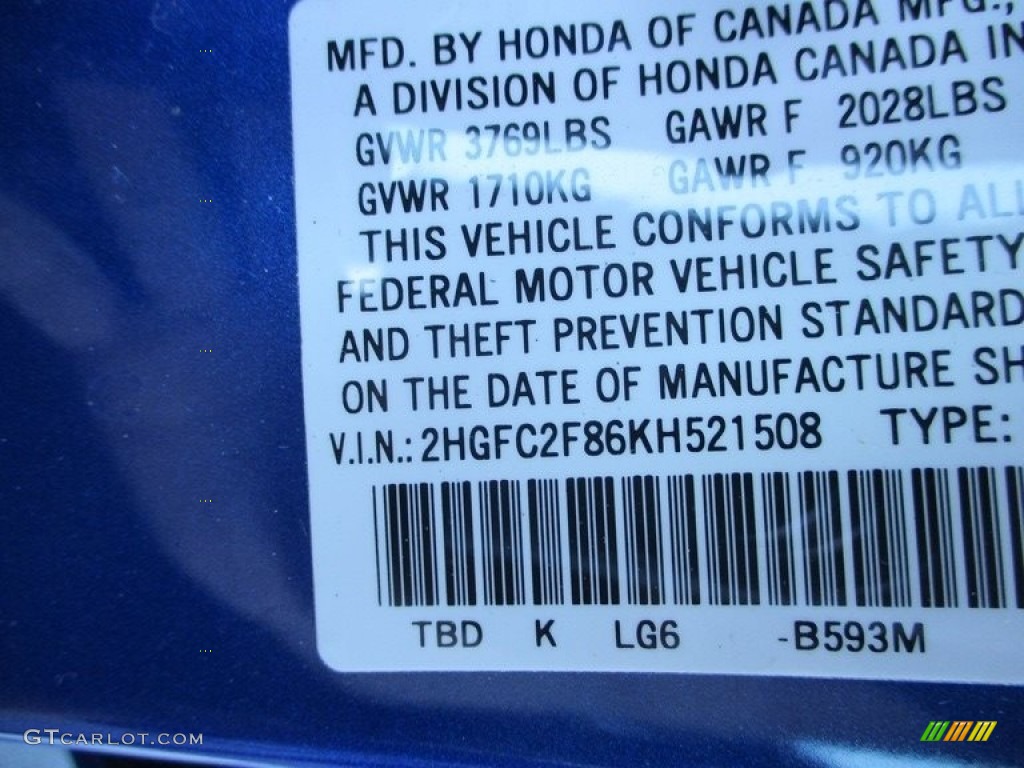 MFD. BY HONDA OF CANADA MFG.,
A DIVISION OF HONDA CANADA IN
GVWR 3769LBS GAWR F 2028LBS
GVWR 1710KG GAWR F 920KG
THIS VEHICLE CONFORMS TO ALL
FEDERAL MOTOR VEHICLE SAFETY
AND THEFT PREVENTION STANDARD
ON THE DATE OF MANUFACTURE SH
V.I.N.: 2HGFC2F86KH521508 TYPE:
TBD K LG6 -B593M
GTCARLOT.COM